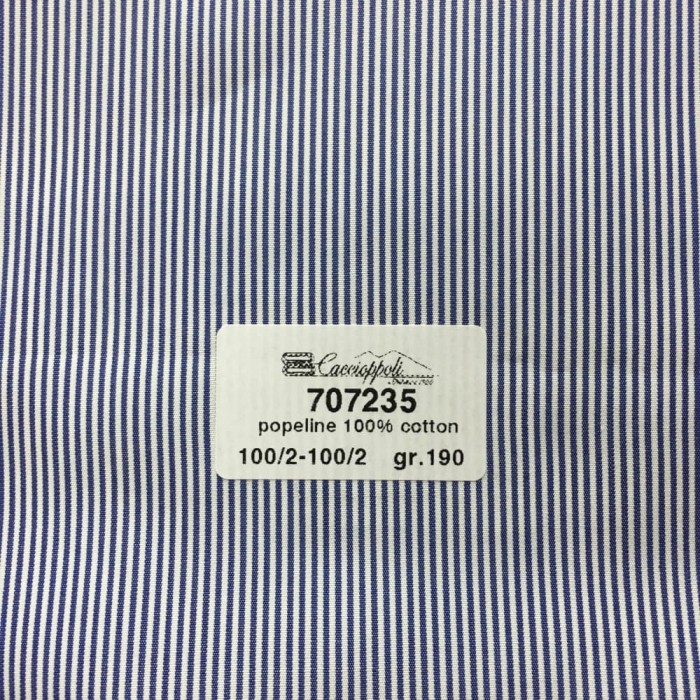 Caccioppoli
707235
popeline 100% cotton
100/2-100/2 gr.190